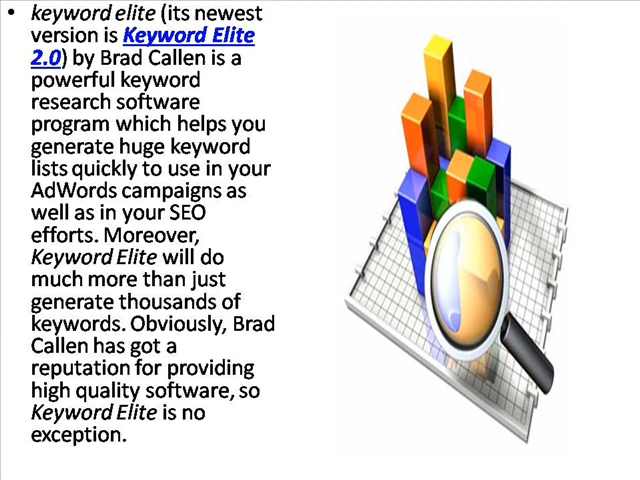 • keyword elite (its newest
version is Keyword Elite
2.0) by Brad Callen is a
powerful keyword
research software
program which helps you
generate huge keyword
lists quickly to use in your
AdWords campaigns as
well as in your SEO
efforts. Moreover,
Keyword Elite will do
much more than just
generate thousands of
keywords. Obviously, Brad
Callen has got a
reputation for providing
high quality software, so
Keyword Elite is no
exception.